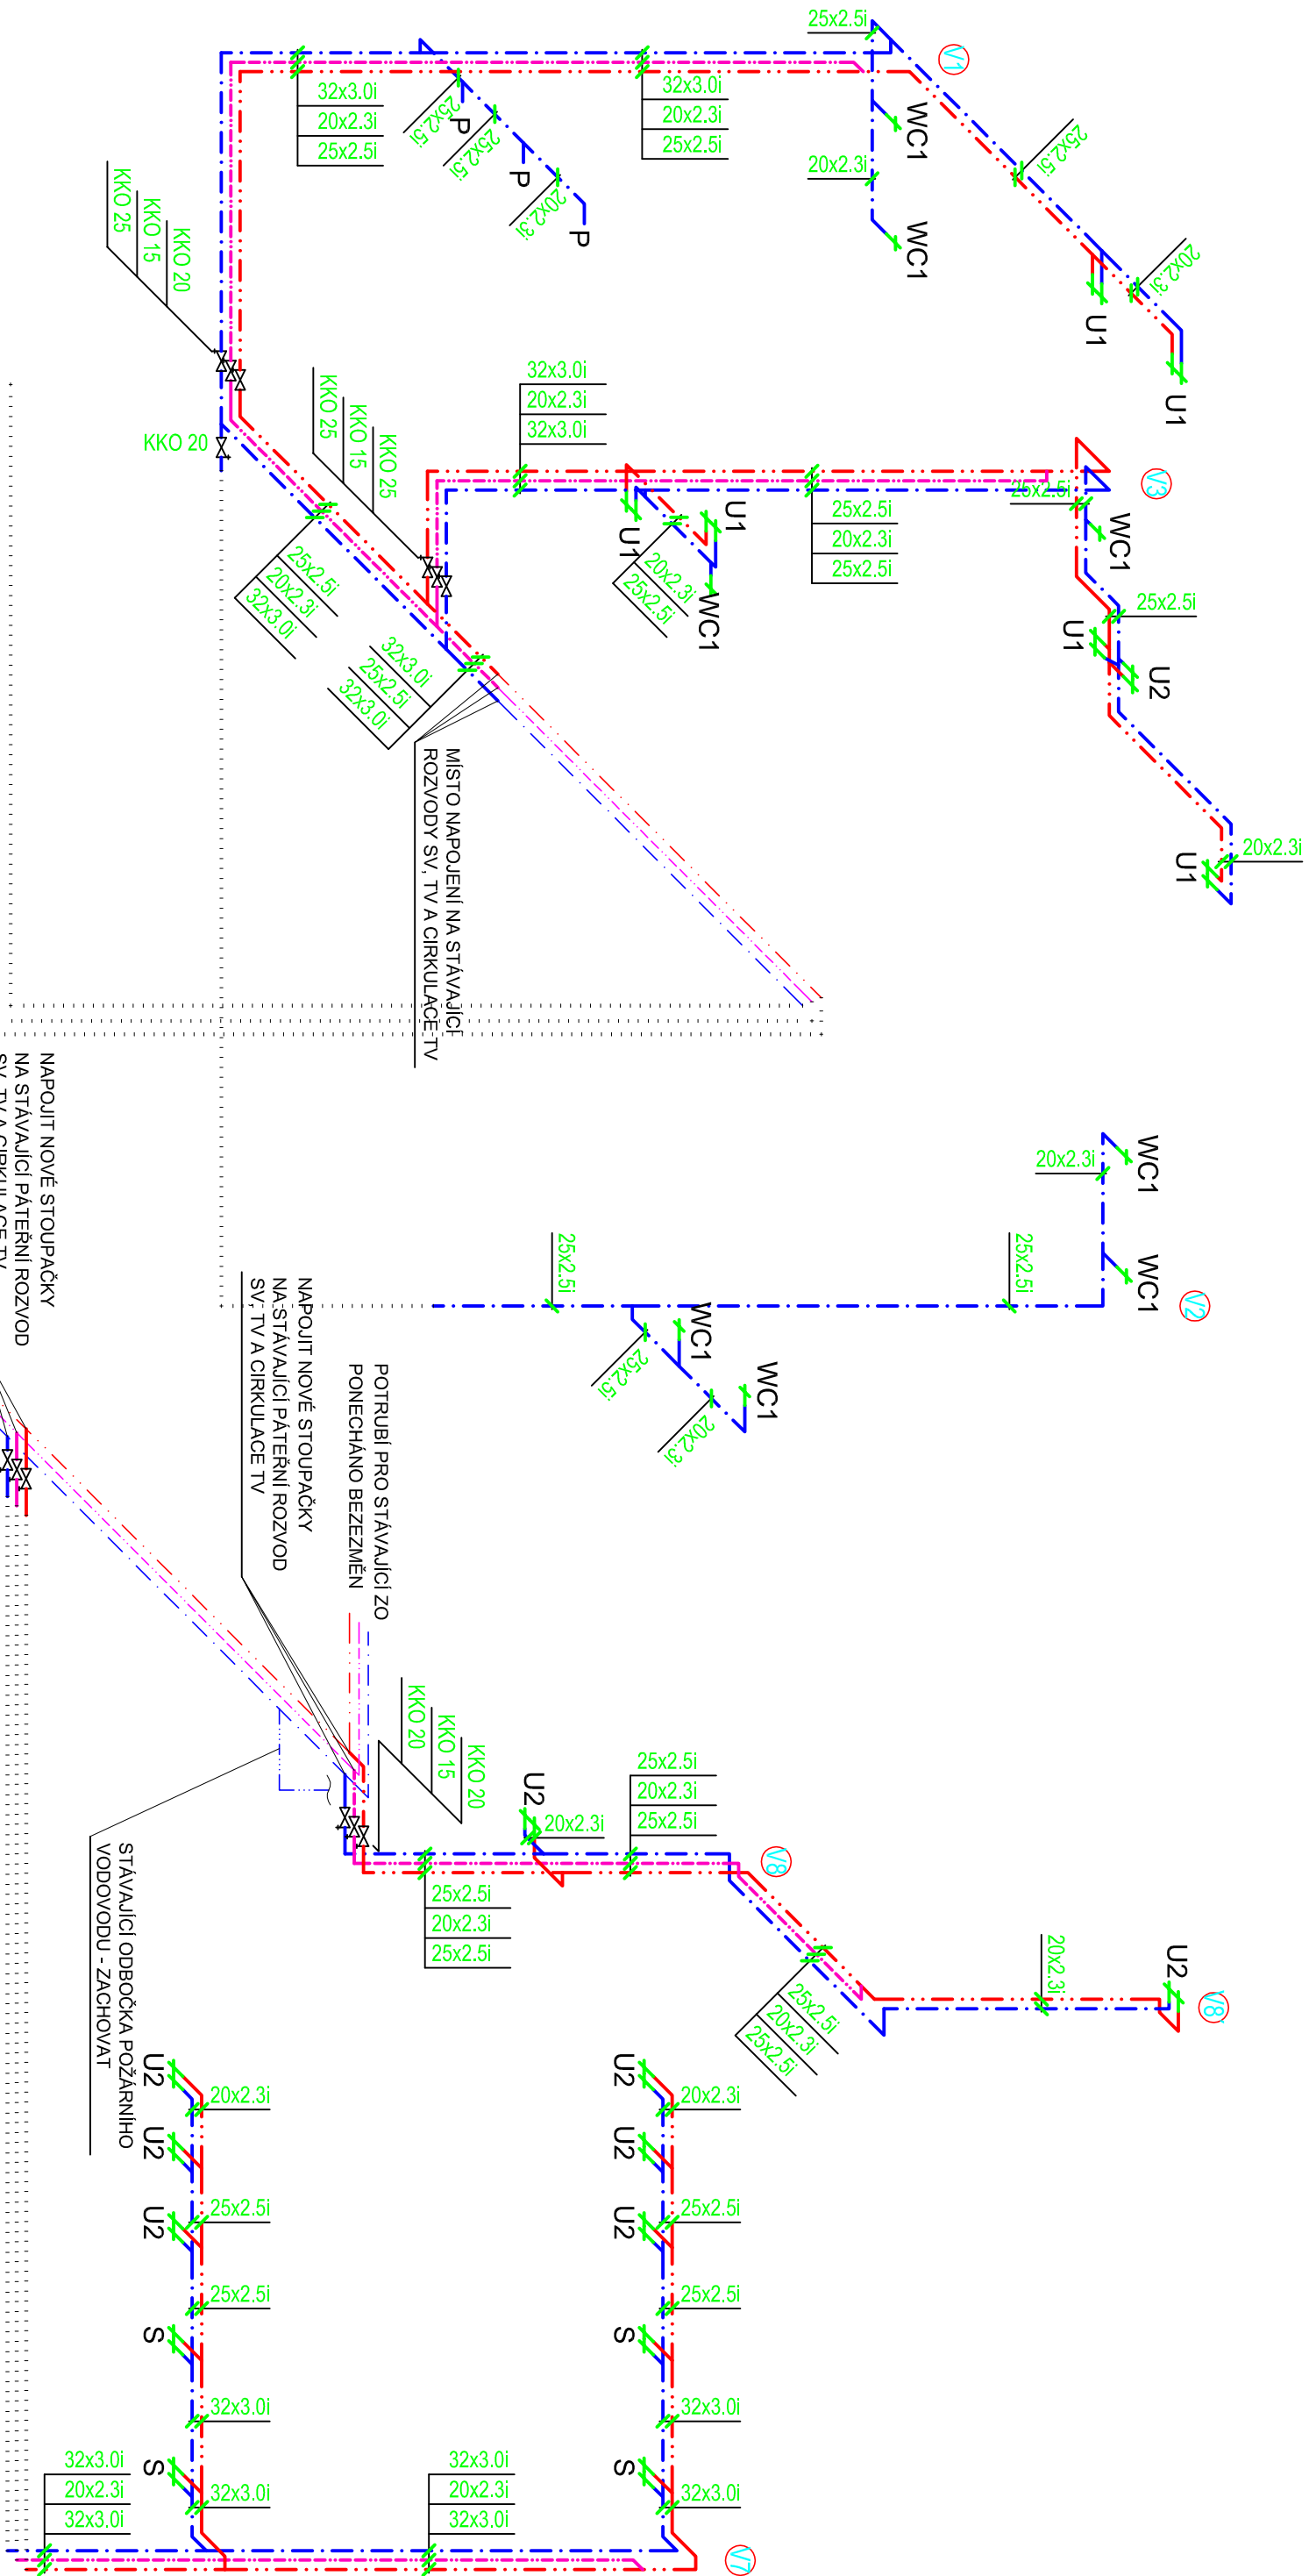 25x2.5i
V1
WC1
WC1
20x2.3i
25x2.5i
20x2.3i
U1
U1
32x3.0i
20x2.3i
25x2.5i
32x3.0i
20x2.3i
25x2.5i
25x2.5i
P
25x2.5i
P
20x2.3i
P
KKO 20
KKO 15
KKO 25
KKO 20
KKO 25
KKO 15
KKO 25
32x3.0i
20x2.3i
32x3.0i
V3
25x2.5i
WC1
25x2.5i
U1
U2
20x2.3i
U1
25x2.5i
20x2.3i
25x2.5i
U1
U1
WC1
20x2.3i
25x2.5i
25x2.5i
20x2.3i
32x3.0i
32x3.0i
25x2.5i
32x3.0i
MÍSTO NAPOJENÍ NA STÁVAJÍCÍ
ROZVODY SV, TV A CIRKULACE TV
WC1
20x2.3i
WC1
V2
25x2.5i
25x2.5i
WC1
25x2.5i
WC1
20x2.3i
NAPOJIT NOVÉ STOUPAČKY
NA STÁVAJÍCÍ PÁTEŘNÍ ROZVOD
SV, TV A CIRKULACE TV
POTRUBÍ PRO STÁVAJÍCÍ ZO
PONECHÁNO BEZEZMĚN
NAPOJIT NOVÉ STOUPAČKY
NA STÁVAJÍCÍ PÁTEŘNÍ ROZVOD
SV, TV A CIRKULACE TV
KKO 20
KKO 15
KKO 20
U2
20x2.3i
25x2.5i
20x2.3i
25x2.5i
V8
25x2.5i
20x2.3i
25x2.5i
25x2.5i
20x2.3i
25x2.5i
20x2.3i
U2
V8'
STÁVAJÍCÍ ODBOČKA POŽÁRNÍHO
VODOVODU - ZACHOVAT
U2
20x2.3i
U2
U2
25x2.5i
25x2.5i
S
32x3.0i
S
32x3.0i
U2
20x2.3i
U2
U2
25x2.5i
25x2.5i
S
32x3.0i
S
32x3.0i
32x3.0i
20x2.3i
32x3.0i
32x3.0i
20x2.3i
32x3.0i
V7